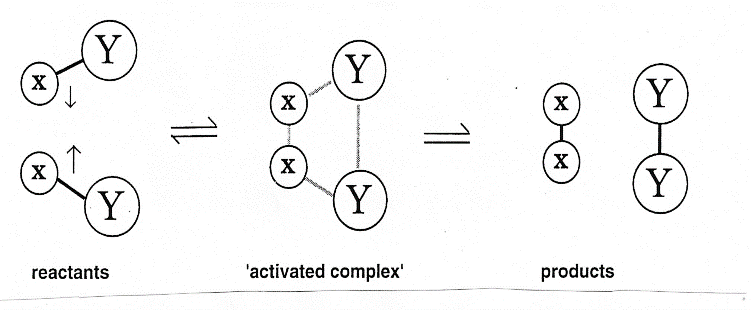 x Y
x Y
x Y
x Y
x Y
x Y
reactants
'activated complex'
products